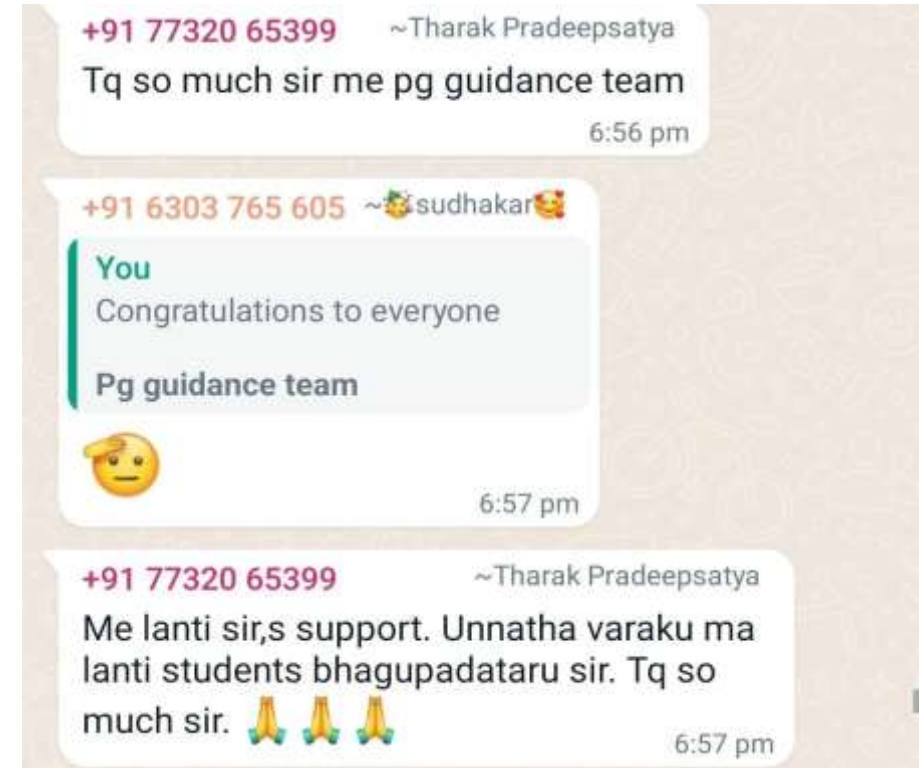 +91 77320 65399 ~Tharak Pradeepsatya
Tq so much sir me pg guidance team
6:56 pm
+91 6303 765 605 ~🥳sudhakar🥰
You
Congratulations to everyone
Pg guidance team
🫡
6:57 pm
+91 77320 65399 ~Tharak Pradeepsatya
Me lanti sir,s support. Unnatha varaku ma
lanti students bhagupadataru sir. Tq so
much sir. 🙏 🙏 🙏
6:57 pm